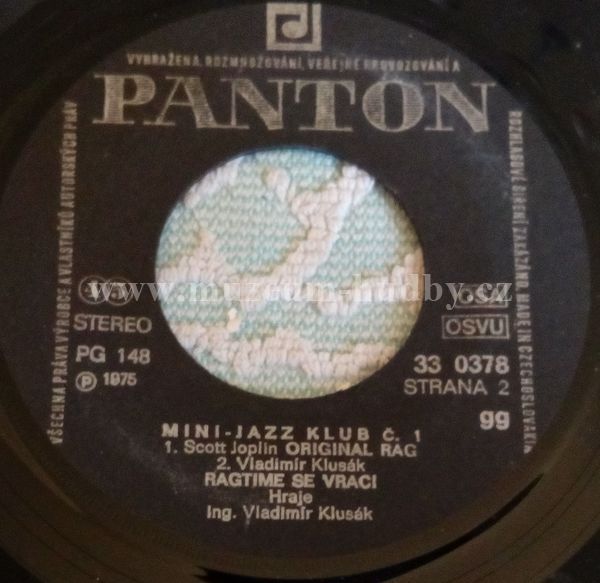 VYHRAŽENA. ROZMNOŽOVÁNÍ, VEŘEJNÉ PROVOZOVÁNÍ A
PANTON
VŠECHNA PRÁVA VÝROBCE A VLASTNÍKŮ AUTORSKÝCH PRÁV
ROZHLASOVÉ ŠÍŘENÍ ZAKÁZÁNO. MADE IN CZECHOSLOVAKIA
www.muzeum-hudby.cz
STEREO
OSVU
PG 148
33 0378
℗ 1975
STRANA 2
99
MINI-JAZZ KLUB č. 1
1. Scott Joplin ORIGINAL RAG
2. Vladimír Klusák
RAGTIME SE VRACI
Hraje
Ing. Vladimír Klusák